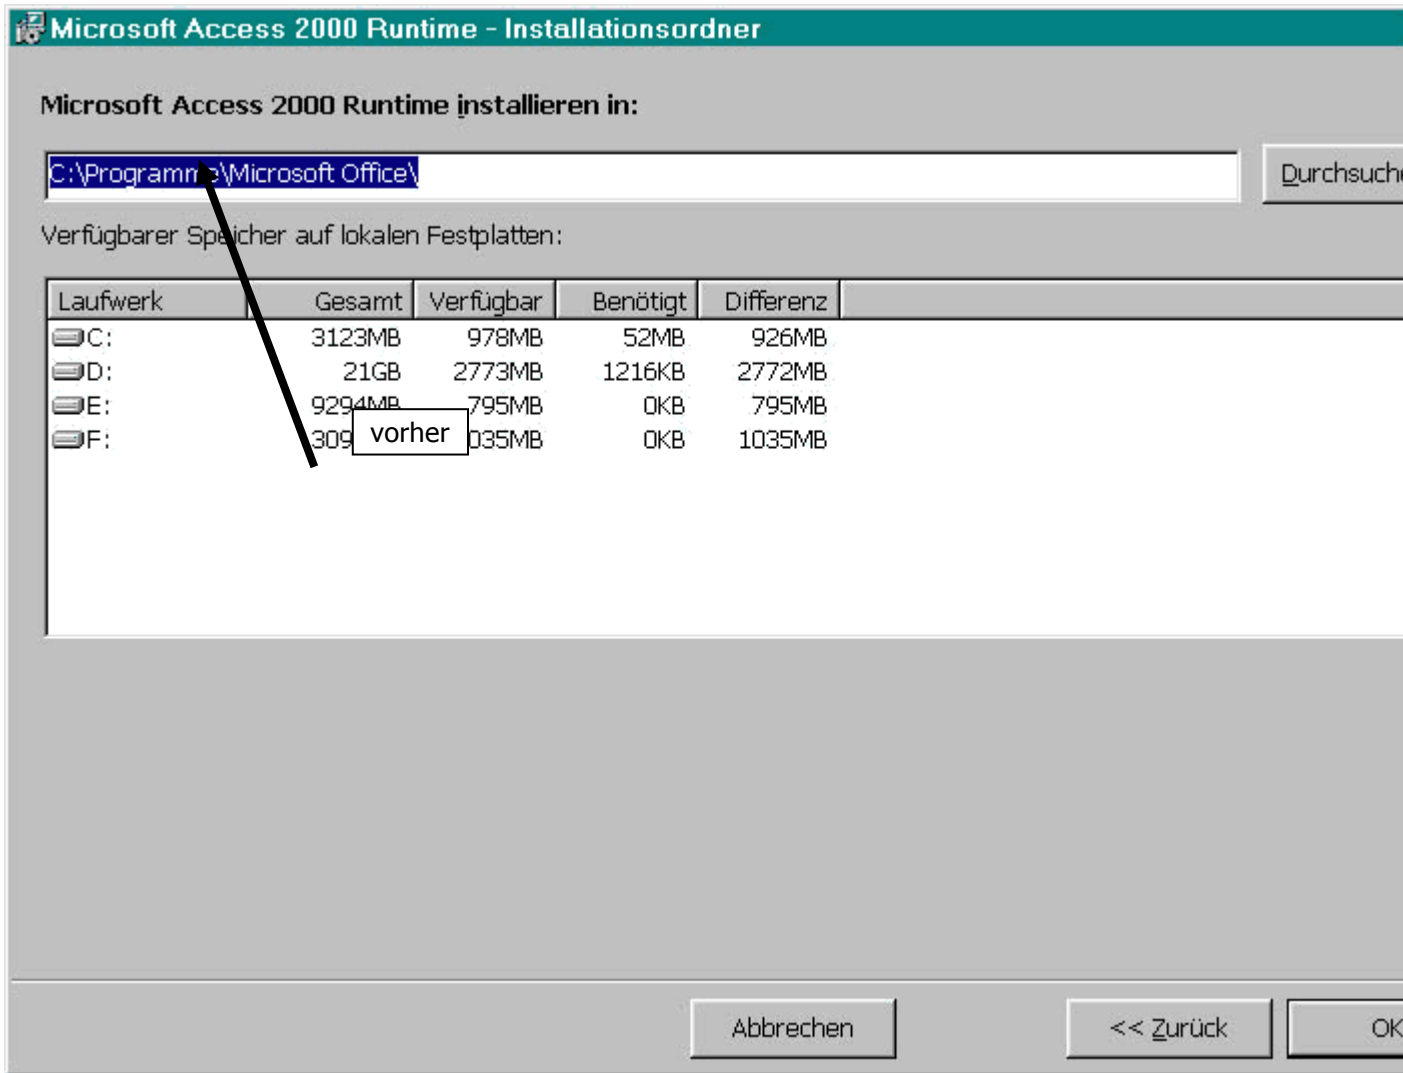 Microsoft Access 2000 Runtime - Installationsordner
Microsoft Access 2000 Runtime installieren in:
C:\Programme\Microsoft Office\
Verfügbarer Speicher auf lokalen Festplatten:
Laufwerk Gesamt Verfügbar Benötigt Differenz
C: 3123MB 978MB 52MB 926MB
D: 21GB 2773MB 1216KB 2772MB
E: 9294MB 795MB 0KB 795MB
F: 0KB 1035MB
vorher
Abbrechen << Zurück OK